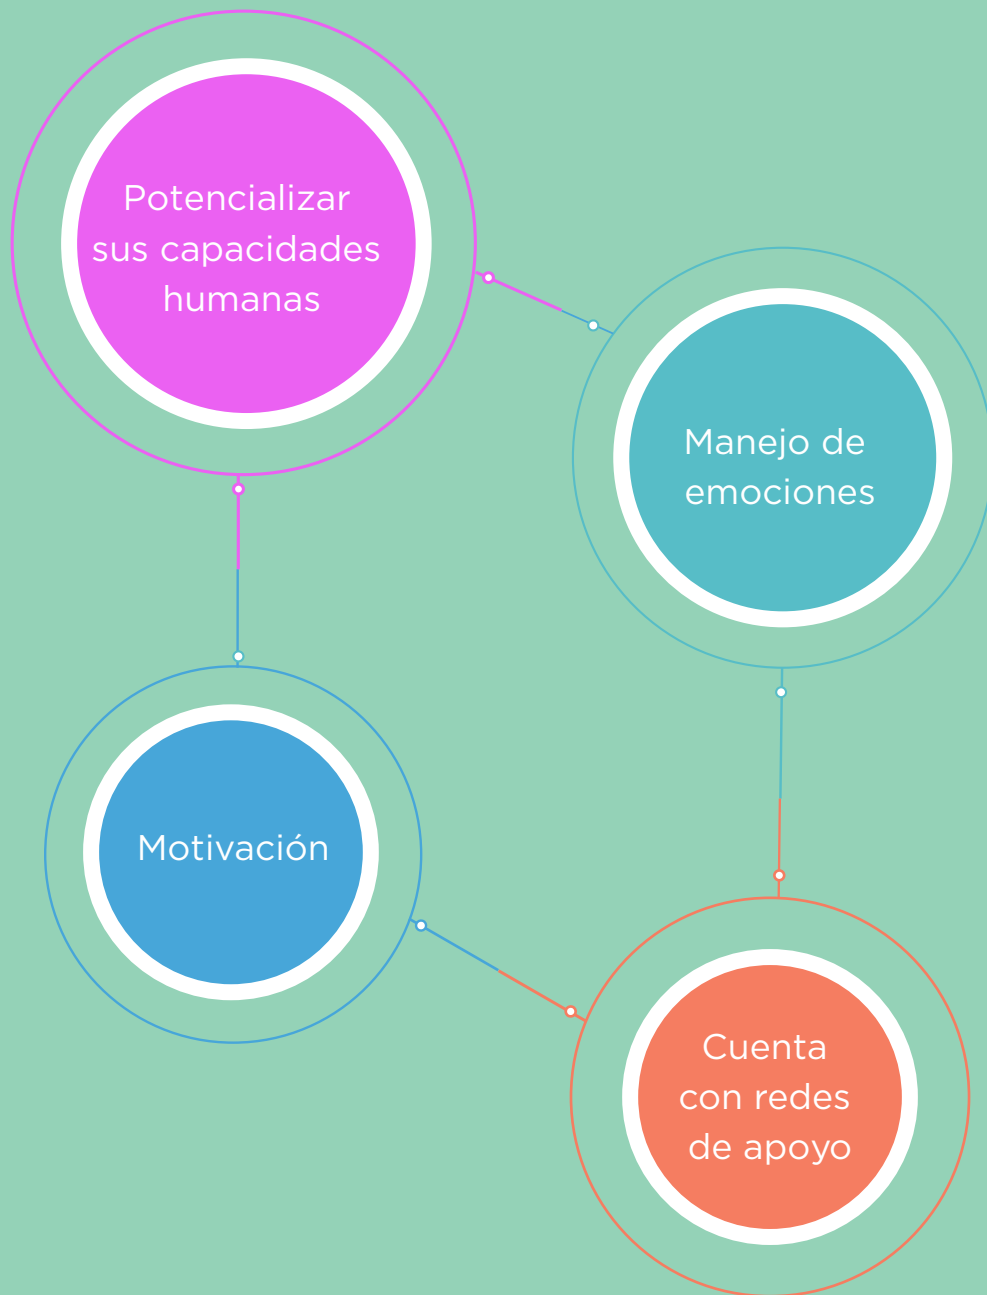 Potencializar
sus capacidades
humanas
Manejo de
emociones
Motivación
Cuenta
con redes
de apoyo